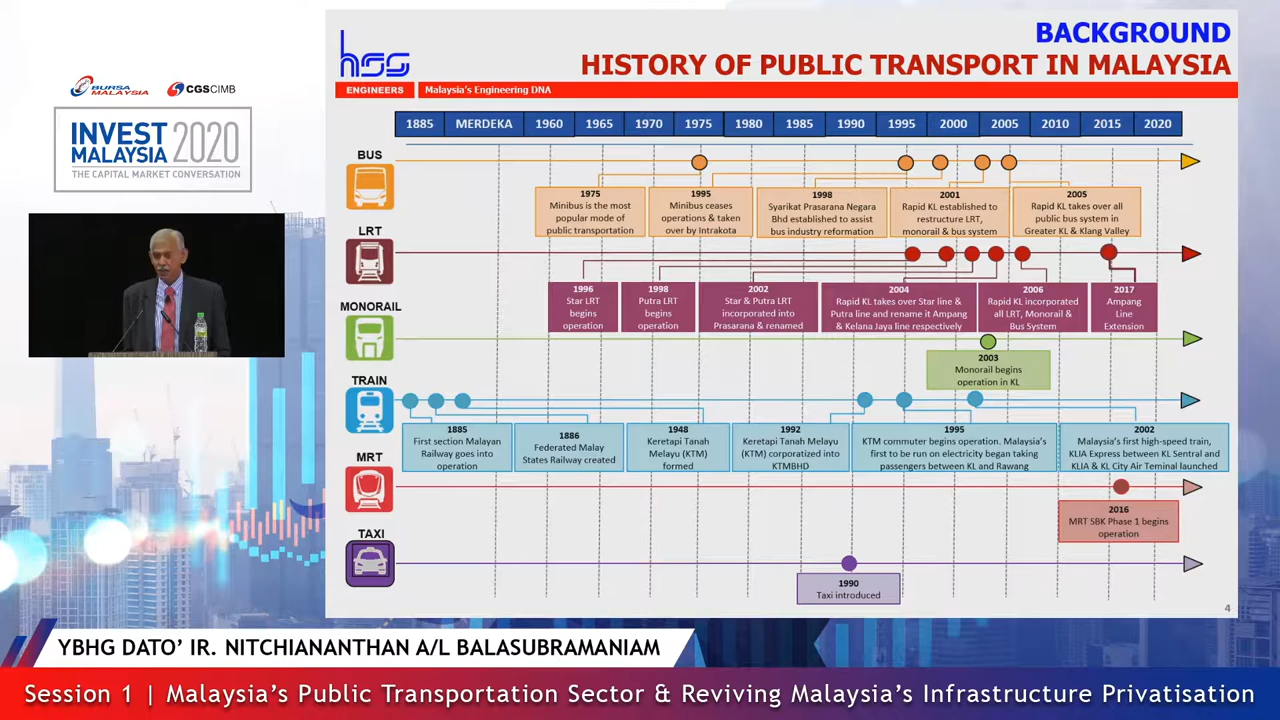 BURSA
MALAYSIA
CGS CIMB
INVEST
MALAYSIA
2020
THE CAPITAL MARKET CONVERSATION
hss
ENGINEERS
Malaysia's Engineering DNA
BACKGROUND
HISTORY OF PUBLIC TRANSPORT IN MALAYSIA
1885 MERDEKA 1960 1965 1970 1975 1980 1985 1990 1995 2000 2005 2010 2015 2020
BUS
1975
Minibus is the most
popular mode of
public transportation
1995
Minibus ceases
operations & taken
over by Intrakota
1998
Syarikat Prasarana Negara
Bhd established to assist
bus industry reformation
2001
Rapid KL established to
restructure LRT,
monorail & bus system
2005
Rapid KL takes over all
public bus system in
Greater KL & Klang Valley
LRT
1996
Star LRT
begins
operation
1998
Putra LRT
begins
operation
2002
Star & Putra LRT
incorporated into
Prasarana & renamed
2004
Rapid KL takes over Star line &
Putra line and rename it Ampang
& Kelana Jaya line respectively
2006
Rapid KL incorporated
all LRT, Monorail &
Bus System
2017
Ampang
Line
Extension
MONORAIL
2003
Monorail begins
operation in KL
TRAIN
1885
First section Malayan
Railway goes into
operation
1886
Federated Malay
States Railway created
1948
Keretapi Tanah
Melayu (KTM)
formed
1992
Keretapi Tanah Melayu
(KTM) corporatized into
KTMBHD
1995
KTM commuter begins operation. Malaysia's
first to be run on electricity began taking
passengers between KL and Rawang
2002
Malaysia's first high-speed train,
KLIA Express between KL Sentral and
KLIA & KL City Air Teminal launched
MRT
2016
MRT SBK Phase 1 begins
operation
TAXI
1990
Taxi introduced
4
YBHG DATO' IR. NITCHIANANTHAN A/L BALASUBRAMANIAM
Session 1 | Malaysia's Public Transportation Sector & Reviving Malaysia's Infrastructure Privatisation